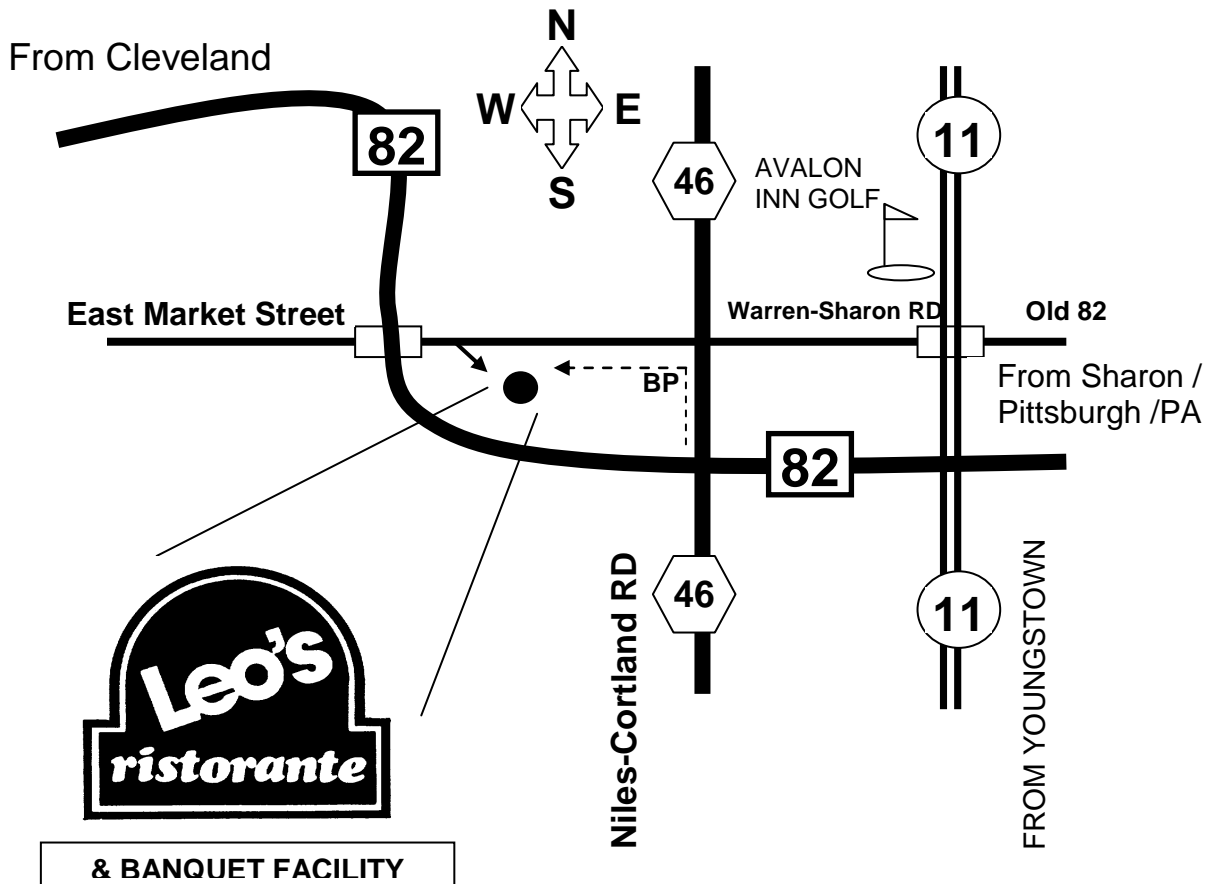 N
From Cleveland
W E
S
82
46
11
AVALON
INN GOLF
East Market Street
Warren-Sharon RD
Old 82
BP
From Sharon /
Pittsburgh /PA
82
Niles-Cortland RD
46
11
FROM YOUNGSTOWN
Leo's
ristorante
& BANQUET FACILITY